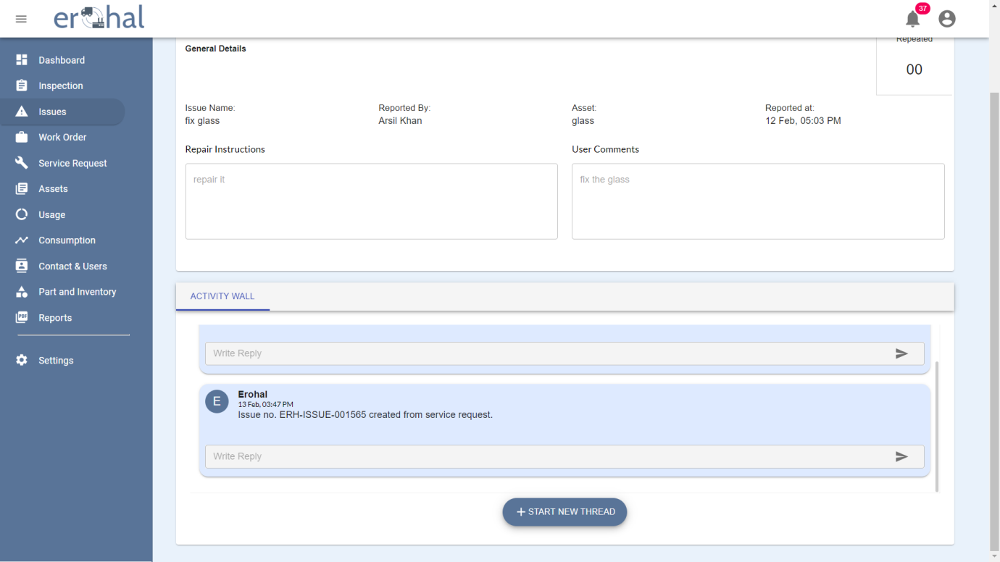 erohal
37
Dashboard
Inspection
Issues
Work Order
Service Request
Assets
Usage
Consumption
Contact & Users
Part and Inventory
PDF
Reports
Settings
General Details
Repeated
00
Issue Name:
fix glass
Reported By:
Arsil Khan
Asset:
glass
Reported at:
12 Feb, 05:03 PM
Repair Instructions
repair it
User Comments
fix the glass
ACTIVITY WALL
Write Reply
E
Erohal
13 Feb, 03:47 PM
Issue no. ERH-ISSUE-001565 created from service request.
Write Reply
+ START NEW THREAD